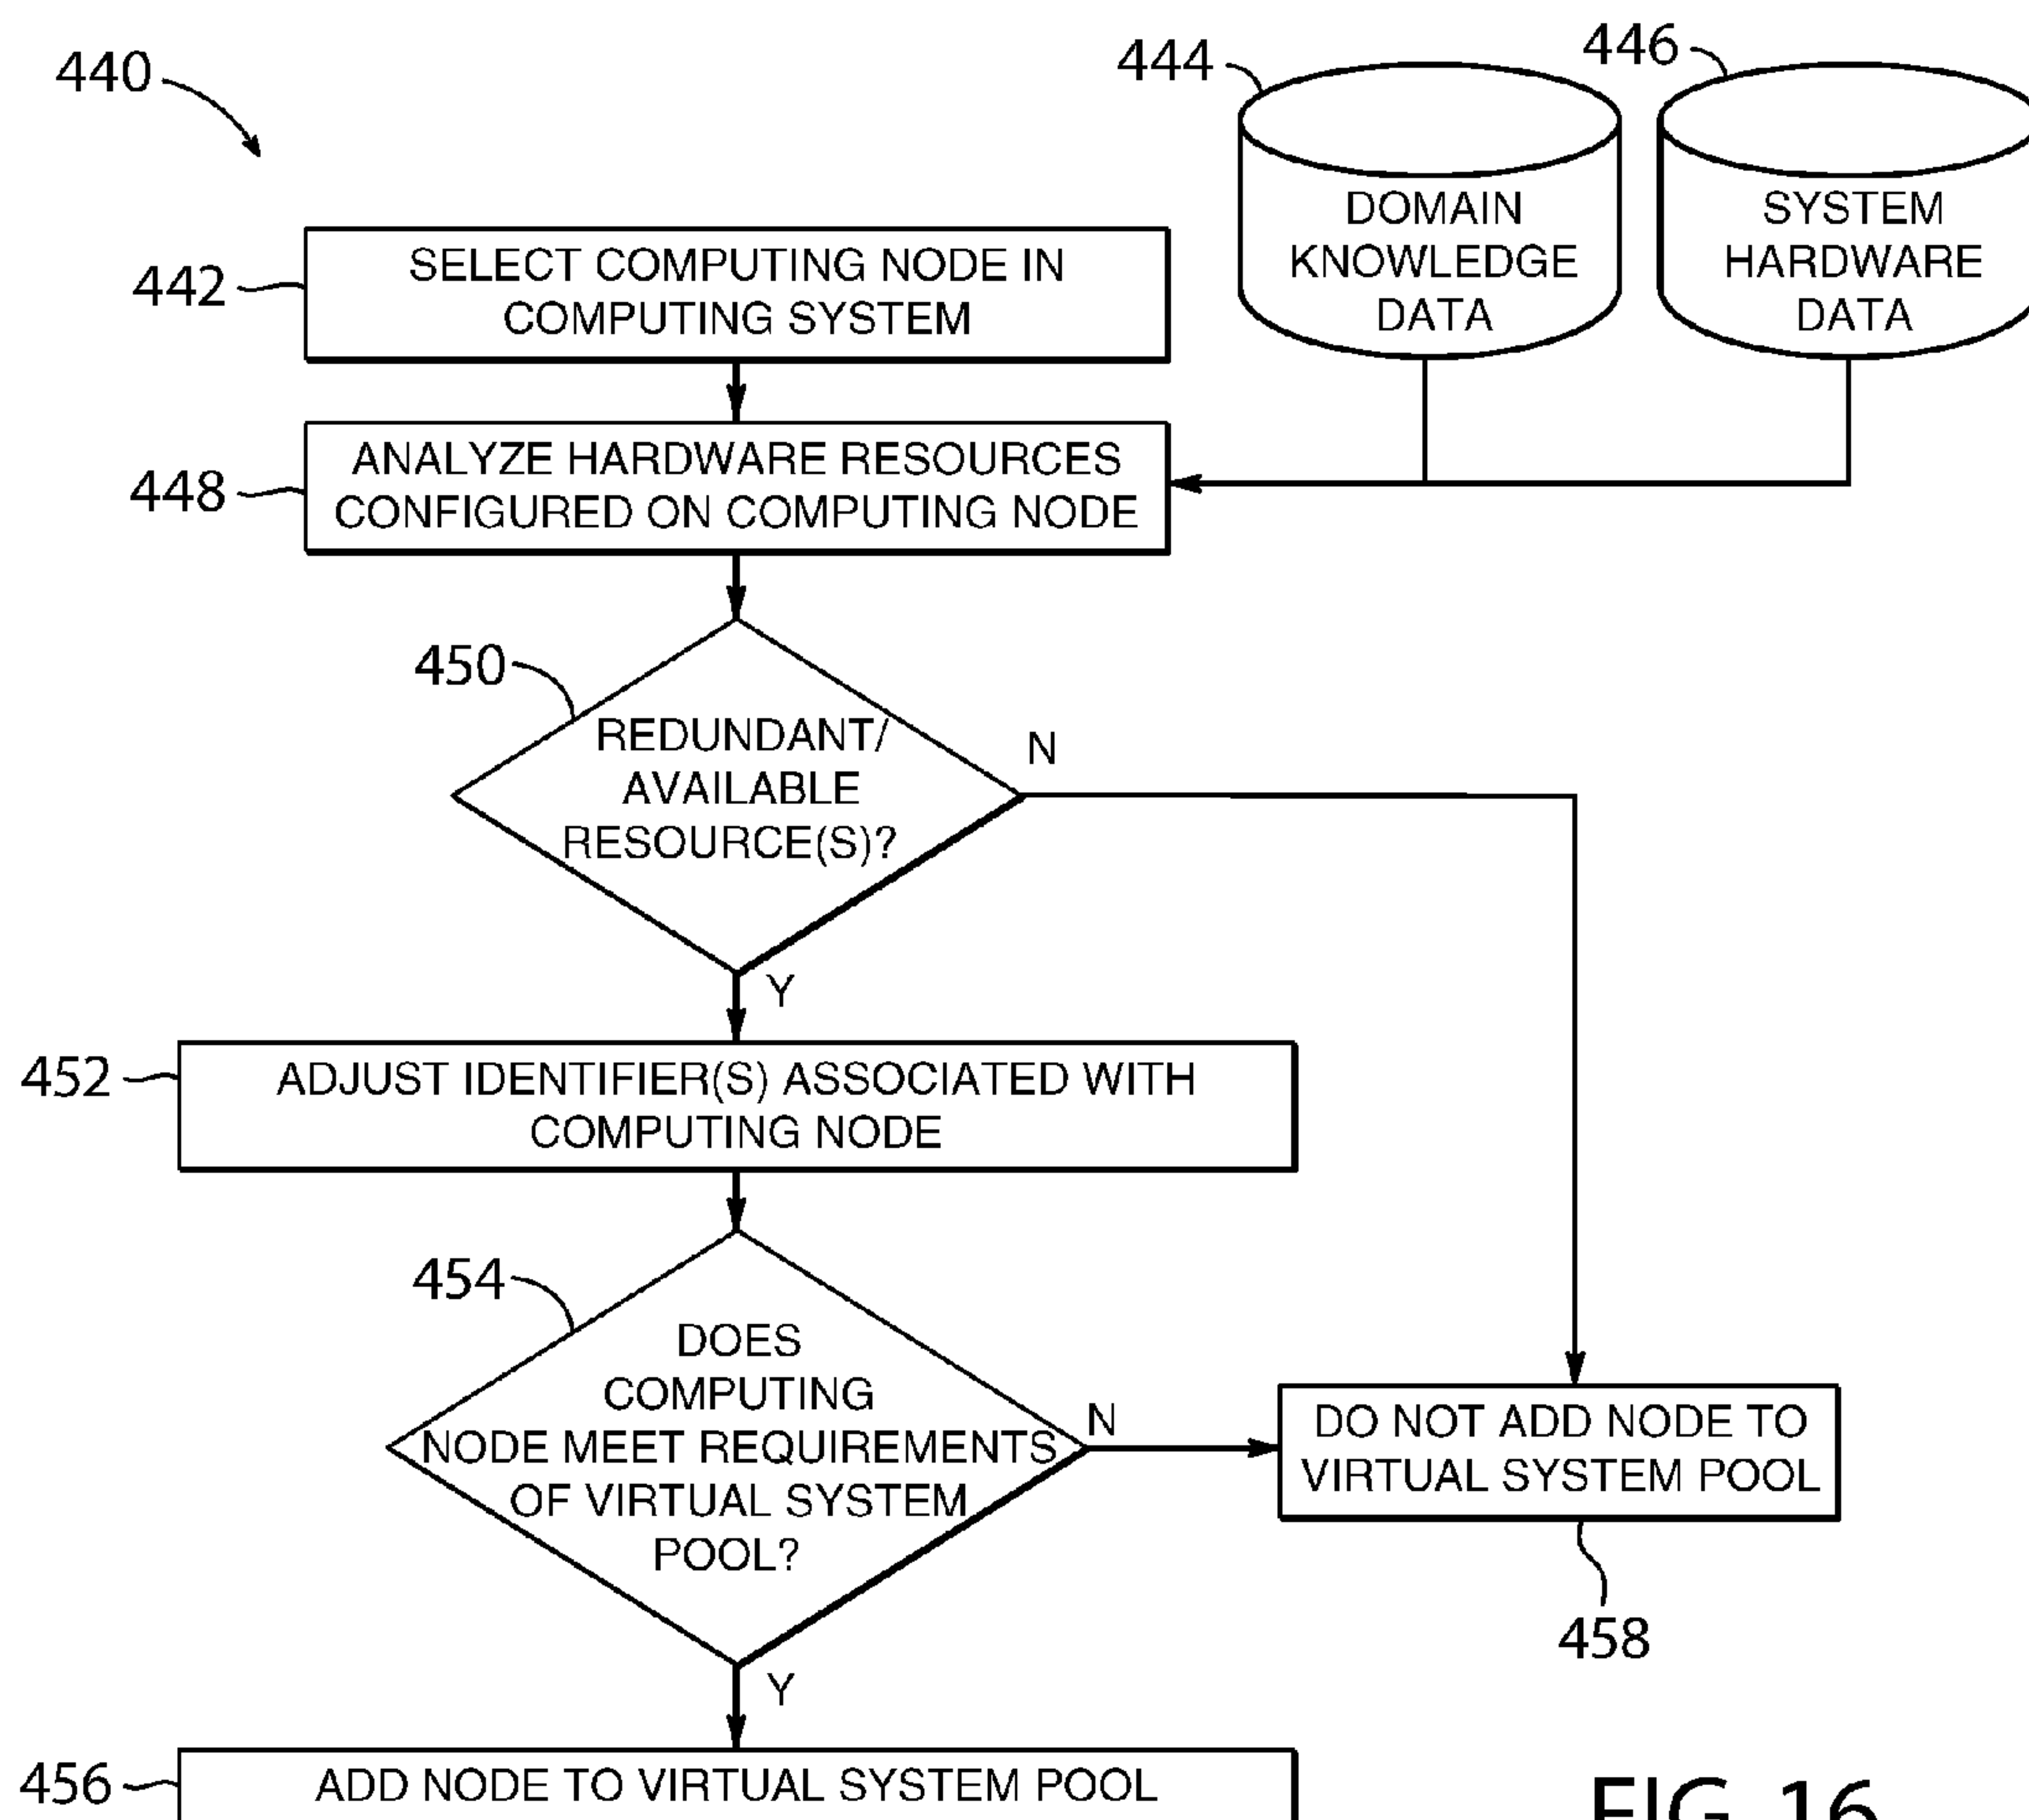 440
444
446
DOMAIN
KNOWLEDGE
DATA
SYSTEM
HARDWARE
DATA
442
SELECT COMPUTING NODE IN
COMPUTING SYSTEM
448
ANALYZE HARDWARE RESOURCES
CONFIGURED ON COMPUTING NODE
450
REDUNDANT/
AVAILABLE
RESOURCE(S)?
N
Y
452
ADJUST IDENTIFIER(S) ASSOCIATED WITH
COMPUTING NODE
454
DOES
COMPUTING
NODE MEET REQUIREMENTS
OF VIRTUAL SYSTEM
POOL?
N
DO NOT ADD NODE TO
VIRTUAL SYSTEM POOL
458
Y
456
ADD NODE TO VIRTUAL SYSTEM POOL
FIG. 16